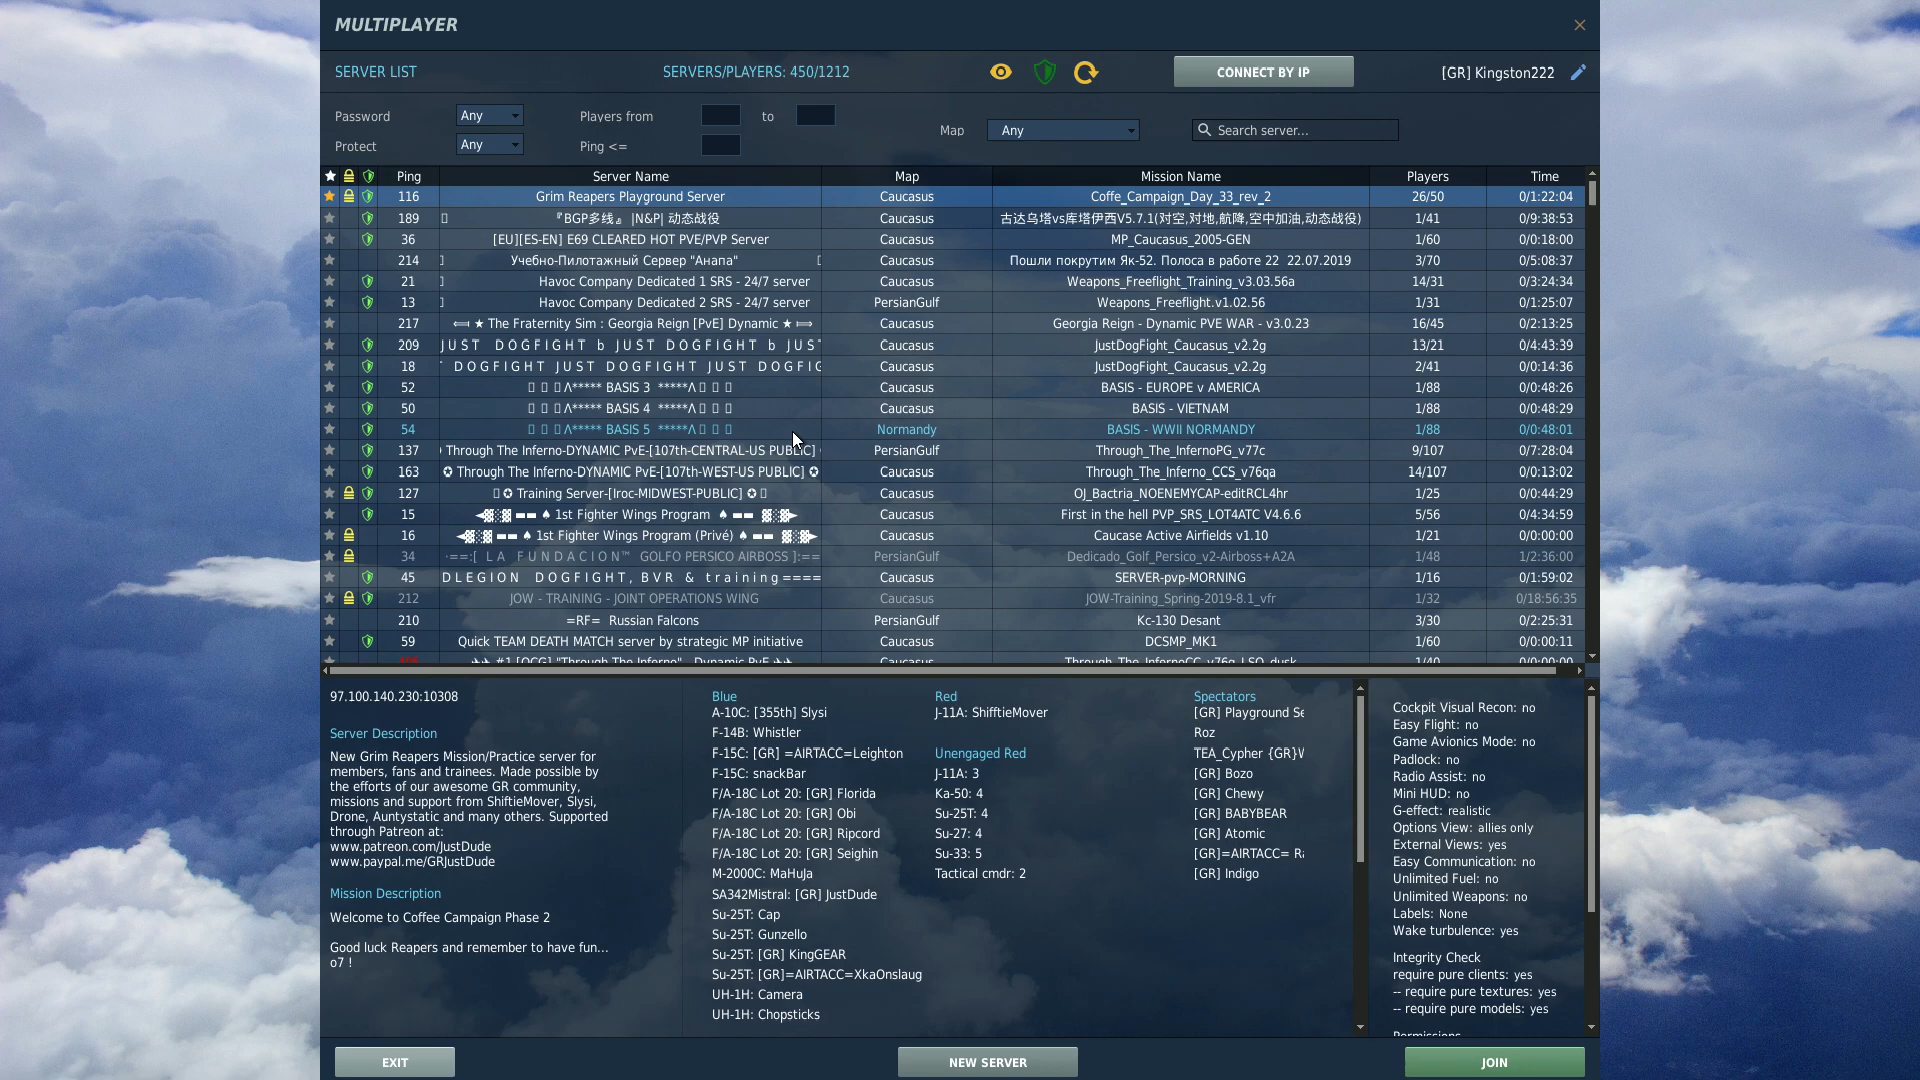 MULTIPLAYER
SERVER LIST
SERVERS/PLAYERS: 450/1212
CONNECT BY IP
[GR] Kingston222
Password Any Players from to
Map Any Search server...
Protect Any Ping <=
Ping Server Name Map Mission Name Players Time
116 Grim Reapers Playground Server Caucasus Coffe_Campaign_Day_33_rev_2 26/50 0/1:22:04
189 『BGP多线』 |N&P| 动态战役 Caucasus 古达乌塔vs库塔伊西V5.7.1(对空,对地,航降,空中加油,动态战役) 1/41 0/9:38:53
36 [EU][ES-EN] E69 CLEARED HOT PVE/PVP Server Caucasus MP_Caucasus_2005-GEN 1/60 0/0:18:00
214 Учебно-Пилотажный Сервер "Анапа" Caucasus Пошли покрутим Як-52. Полоса в работе 22 22.07.2019 3/70 0/5:08:37
21 Havoc Company Dedicated 1 SRS - 24/7 server Caucasus Weapons_Freeflight_Training_v3.03.56a 14/31 0/3:24:34
13 Havoc Company Dedicated 2 SRS - 24/7 server PersianGulf Weapons_Freeflight.v1.02.56 1/31 0/1:25:07
217 ⟸ ★ The Fraternity Sim : Georgia Reign [PvE] Dynamic ★ ⟹ Caucasus Georgia Reign - Dynamic PVE WAR - v3.0.23 16/45 0/2:13:25
209 JUST DOGFIGHT b JUST DOGFIGHT b JUS Caucasus JustDogFight_Caucasus_v2.2g 13/21 0/4:43:39
18 DOGFIGHT JUST DOGFIGHT JUST DOGFIG Caucasus JustDogFight_Caucasus_v2.2g 2/41 0/0:14:36
52 Λ***** BASIS 3 *****Λ Caucasus BASIS - EUROPE v AMERICA 1/88 0/0:48:26
50 Λ***** BASIS 4 *****Λ Caucasus BASIS - VIETNAM 1/88 0/0:48:29
54 Λ***** BASIS 5 *****Λ Normandy BASIS - WWII NORMANDY 1/88 0/0:48:01
137 Through The Inferno-DYNAMIC PvE-[107th-CENTRAL-US PUBLIC] PersianGulf Through_The_InfernoPG_v77c 9/107 0/7:28:04
163 ✪ Through The Inferno-DYNAMIC PvE-[107th-WEST-US PUBLIC] ✪ Caucasus Through_The_Inferno_CCS_v76qa 14/107 0/0:13:02
127 ✪ Training Server-[Iroc-MIDWEST-PUBLIC] ✪ Caucasus OJ_Bactria_NOENEMYCAP-editRCL4hr 1/25 0/0:44:29
15 ◄▓░▓ ▬▬ ♠ 1st Fighter Wings Program ♠ ▬▬ ▓░▓► Caucasus First in the hell PVP_SRS_LOT4ATC V4.6.6 5/56 0/4:34:59
16 ◄▓░▓ ▬▬ ♠ 1st Fighter Wings Program (Privé) ♠ ▬▬ ▓░▓► Caucasus Caucase Active Airfields v1.10 1/21 0/0:00:00
34 ·==:[ LA FUNDACION™ GOLFO PERSICO AIRBOSS ]:== PersianGulf Dedicado_Golf_Persico_v2-Airboss+A2A 1/48 1/2:36:00
45 D LEGION DOGFIGHT, BVR & training==== Caucasus SERVER-pvp-MORNING 1/16 0/1:59:02
212 JOW - TRAINING - JOINT OPERATIONS WING Caucasus JOW-Training_Spring-2019-8.1_vfr 1/32 0/18:56:35
210 =RF= Russian Falcons PersianGulf Kc-130 Desant 3/30 0/2:25:31
59 Quick TEAM DEATH MATCH server by strategic MP initiative Caucasus DCSMP_MK1 1/60 0/0:00:11
#1 [OCG] "Through The Inferno" - Dynamic PvE Caucasus Through_The_InfernoCC_v76q_LSO_dusk 1/40 0/0:00:00
97.100.140.230:10308
Server Description
New Grim Reapers Mission/Practice server for
members, fans and trainees. Made possible by
the efforts of our awesome GR community,
missions and support from ShiftieMover, Slysi,
Drone, Auntystatic and many others. Supported
through Patreon at:
www.patreon.com/JustDude
www.paypal.me/GRJustDude
Mission Description
Welcome to Coffee Campaign Phase 2
Good luck Reapers and remember to have fun...
o7 !
Blue
A-10C: [355th] Slysi
F-14B: Whistler
F-15C: [GR] =AIRTACC=Leighton
F-15C: snackBar
F/A-18C Lot 20: [GR] Florida
F/A-18C Lot 20: [GR] Obi
F/A-18C Lot 20: [GR] Ripcord
F/A-18C Lot 20: [GR] Seighin
M-2000C: MaHuJa
SA342Mistral: [GR] JustDude
Su-25T: Cap
Su-25T: Gunzello
Su-25T: [GR] KingGEAR
Su-25T: [GR]=AIRTACC=XkaOnslaug
UH-1H: Camera
UH-1H: Chopsticks
Red
J-11A: ShifftieMover
Unengaged Red
J-11A: 3
Ka-50: 4
Su-25T: 4
Su-27: 4
Su-33: 5
Tactical cmdr: 2
Spectators
[GR] Playground Se
Roz
TEA_Cypher {GR}V
[GR] Bozo
[GR] Chewy
[GR] BABYBEAR
[GR] Atomic
[GR]=AIRTACC= Ra
[GR] Indigo
Cockpit Visual Recon: no
Easy Flight: no
Game Avionics Mode: no
Padlock: no
Radio Assist: no
Mini HUD: no
G-effect: realistic
Options View: allies only
External Views: yes
Easy Communication: no
Unlimited Fuel: no
Unlimited Weapons: no
Labels: None
Wake turbulence: yes
Integrity Check
require pure clients: yes
-- require pure textures: yes
-- require pure models: yes
Permissions
EXIT
NEW SERVER
JOIN